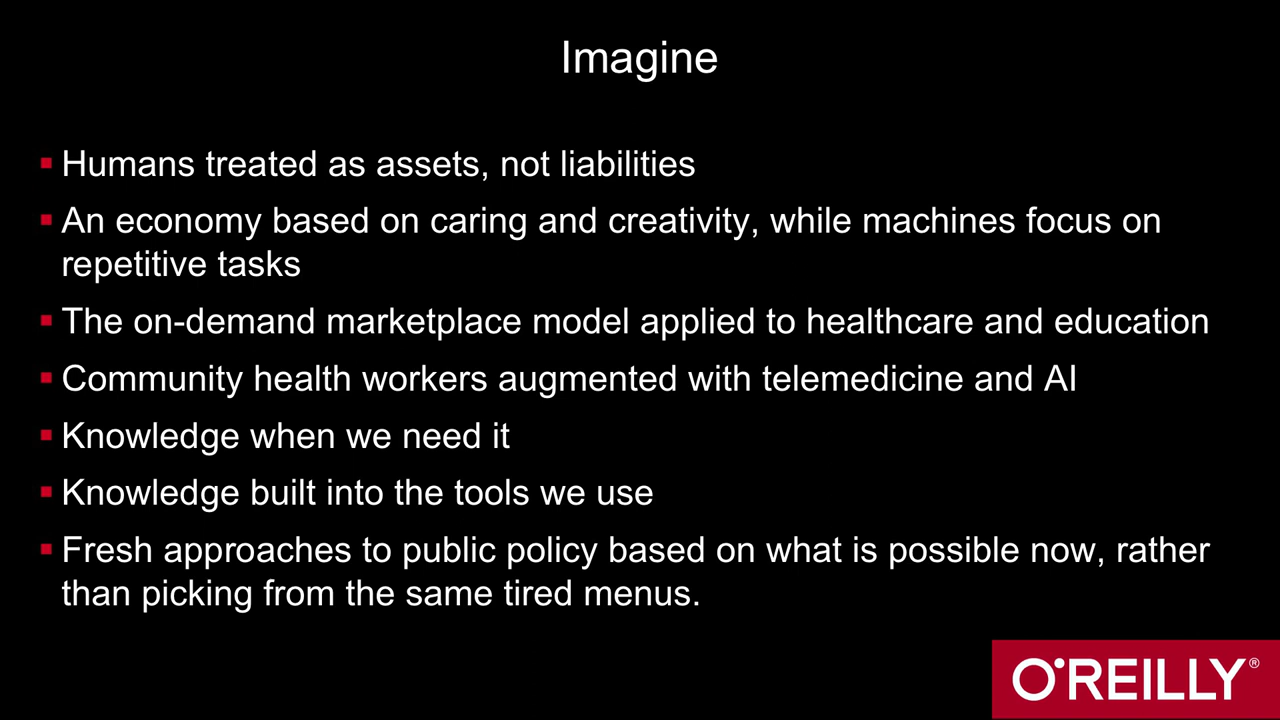 Imagine
▪ Humans treated as assets, not liabilities
▪ An economy based on caring and creativity, while machines focus on
repetitive tasks
▪ The on-demand marketplace model applied to healthcare and education
▪ Community health workers augmented with telemedicine and AI
▪ Knowledge when we need it
▪ Knowledge built into the tools we use
▪ Fresh approaches to public policy based on what is possible now, rather
than picking from the same tired menus.
O'REILLY®